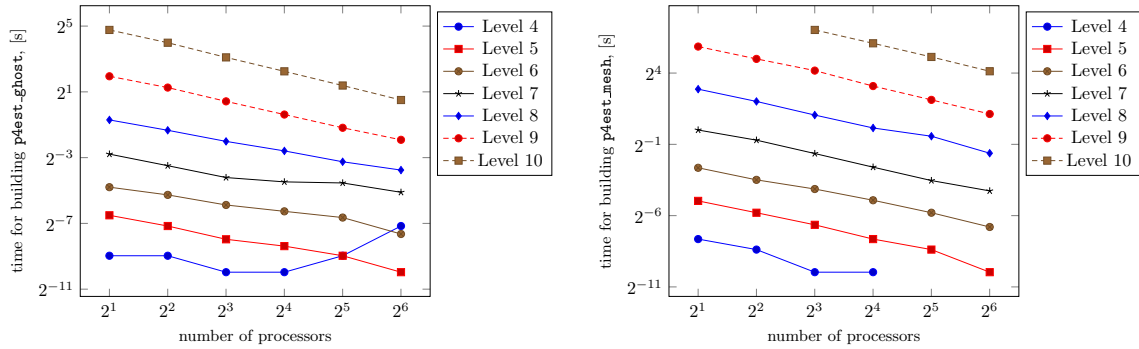 time for building p4est_ghost, [s]
2^5
2^1
2^−3
2^−7
2^−11
2^1 2^2 2^3 2^4 2^5 2^6
number of processors
Level 4
Level 5
Level 6
Level 7
Level 8
Level 9
Level 10
time for building p4est_mesh, [s]
2^4
2^−1
2^−6
2^−11
2^1 2^2 2^3 2^4 2^5 2^6
number of processors
Level 4
Level 5
Level 6
Level 7
Level 8
Level 9
Level 10